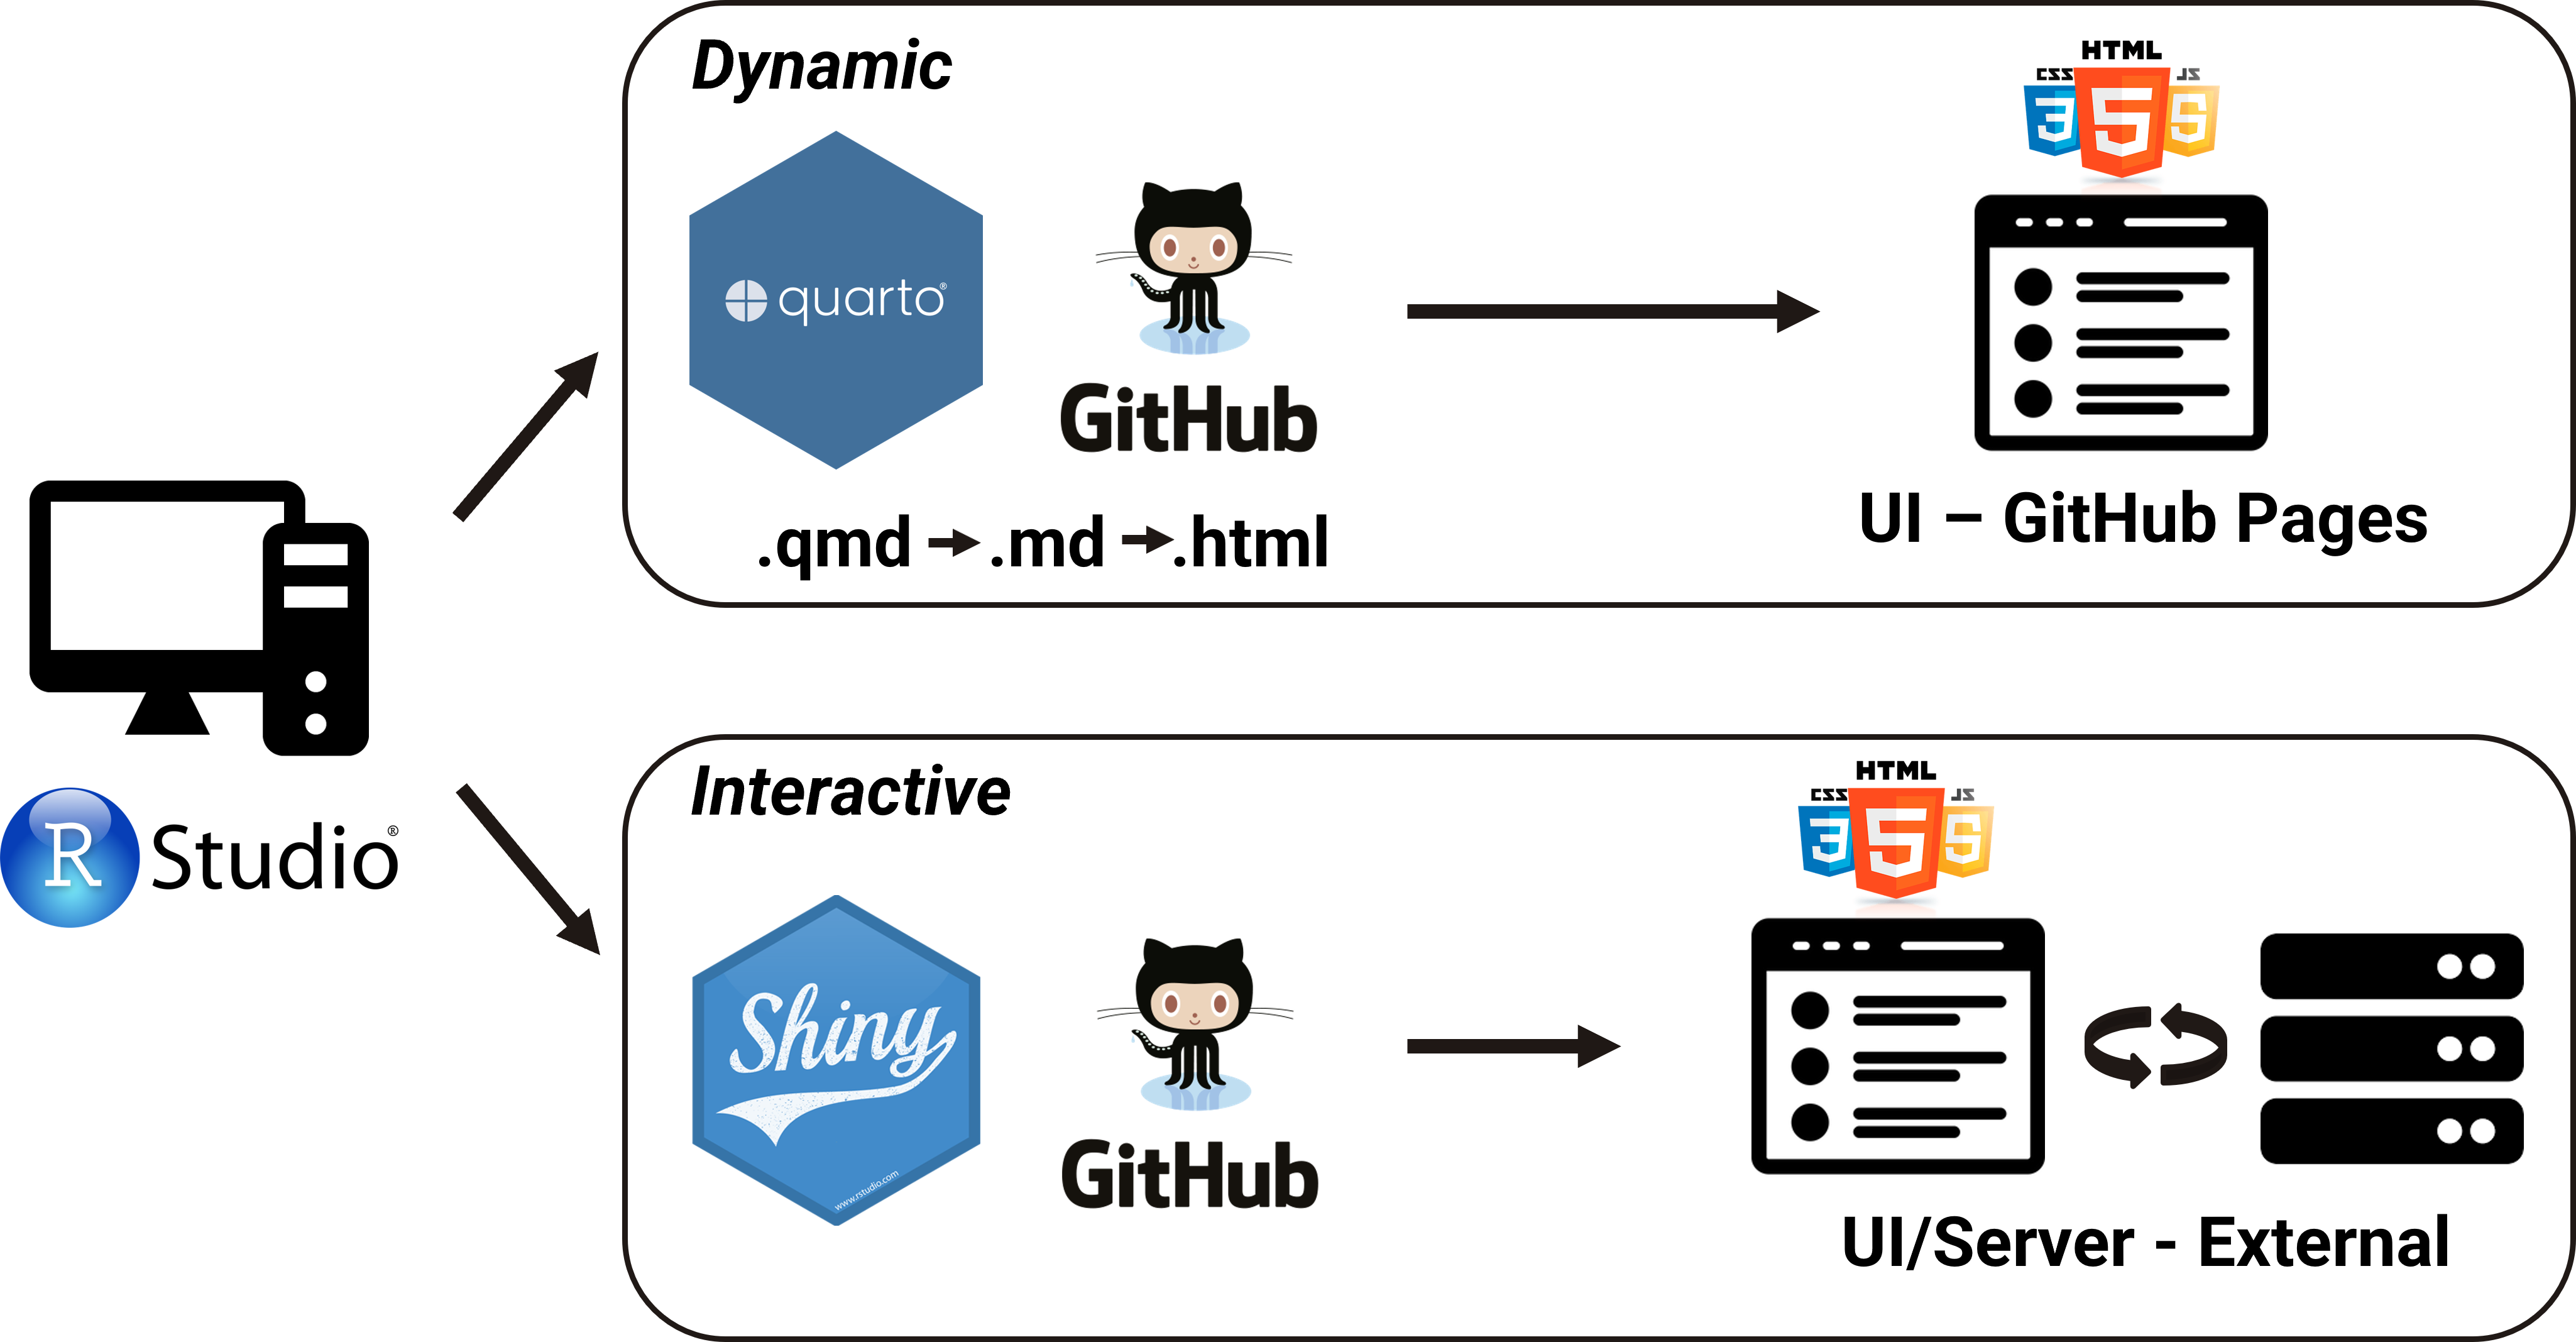 Dynamic
HTML
CSS JS
3 5 5
quarto®
GitHub
.qmd .md .html
UI – GitHub Pages
R Studio®
Interactive
HTML
CSS JS
3 5 5
Shiny
www.rstudio.com
GitHub
UI/Server - External